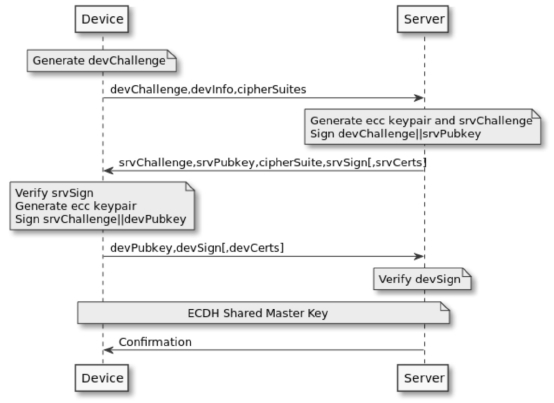 Device
Server
Generate devChallenge
devChallenge,devInfo,cipherSuites
Generate ecc keypair and srvChallenge
Sign devChallenge||srvPubkey
srvChallenge,srvPubkey,cipherSuite,srvSign[,srvCerts]
Verify srvSign
Generate ecc keypair
Sign srvChallenge||devPubkey
devPubkey,devSign[,devCerts]
Verify devSign
ECDH Shared Master Key
Confirmation
Device
Server